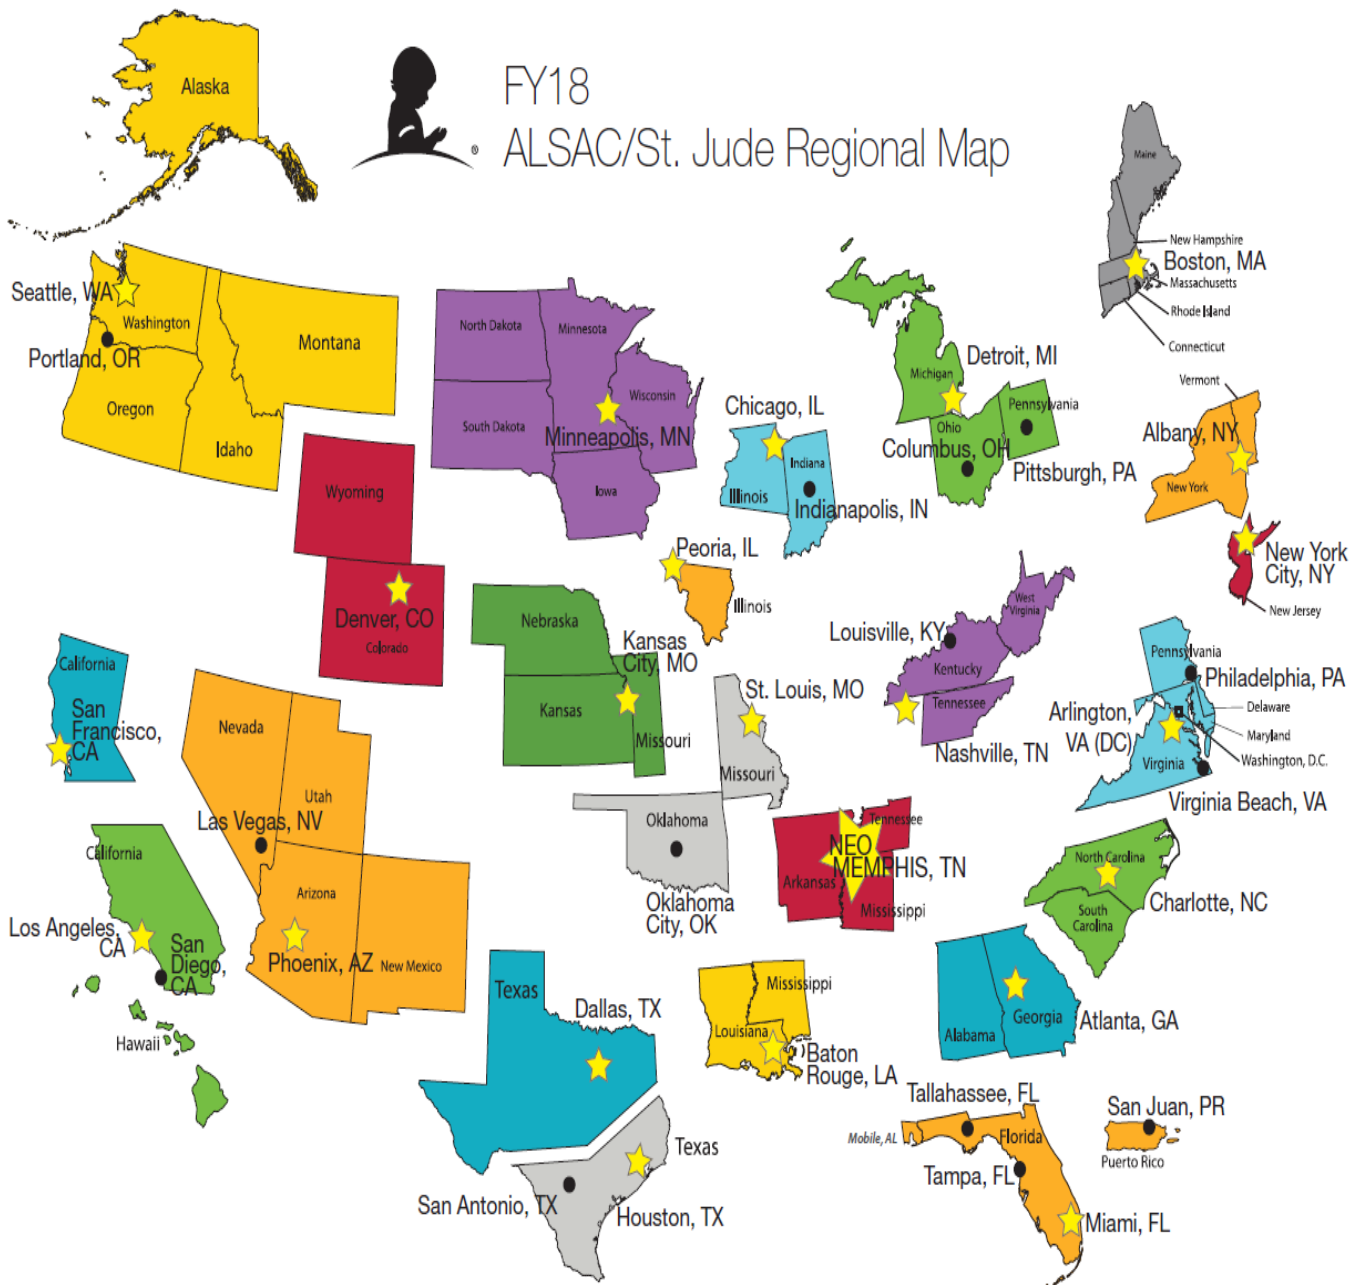 Alaska
®
FY18
ALSAC/St. Jude Regional Map
Maine
New Hampshire
Boston, MA
Massachusetts
Rhode Island
Connecticut
Seattle, WA
Washington
Portland, OR
Montana
Oregon
Idaho
North Dakota
Minnesota
Wisconsin
South Dakota
Minneapolis, MN
Iowa
Detroit, MI
Michigan
Pennsylvania
Ohio
Columbus, OH
Pittsburgh, PA
Vermont
Albany, NY
New York
Chicago, IL
Indiana
Illinois
Indianapolis, IN
Wyoming
Denver, CO
Colorado
Peoria, IL
Illinois
New York
City, NY
New Jersey
Nebraska
Kansas
City, MO
Kansas
Missouri
West
Virginia
Louisville, KY
Kentucky
Tennessee
Nashville, TN
Pennsylvania
Philadelphia, PA
Delaware
Arlington,
VA (DC)
Maryland
Washington, D.C.
Virginia
Virginia Beach, VA
California
San
Francisco,
CA
Nevada
Utah
Las Vegas, NV
Arizona
Phoenix, AZ
New Mexico
St. Louis, MO
Missouri
Oklahoma
Oklahoma
City, OK
Tennessee
NEO
MEMPHIS, TN
Arkansas
Mississippi
North Carolina
Charlotte, NC
South
Carolina
California
Los Angeles,
CA
San
Diego,
CA
Hawaii
Texas
Dallas, TX
Mississippi
Louisiana
Baton
Rouge, LA
Georgia
Atlanta, GA
Alabama
Texas
San Antonio, TX
Houston, TX
Tallahassee, FL
Mobile, AL
Florida
Tampa, FL
Miami, FL
San Juan, PR
Puerto Rico